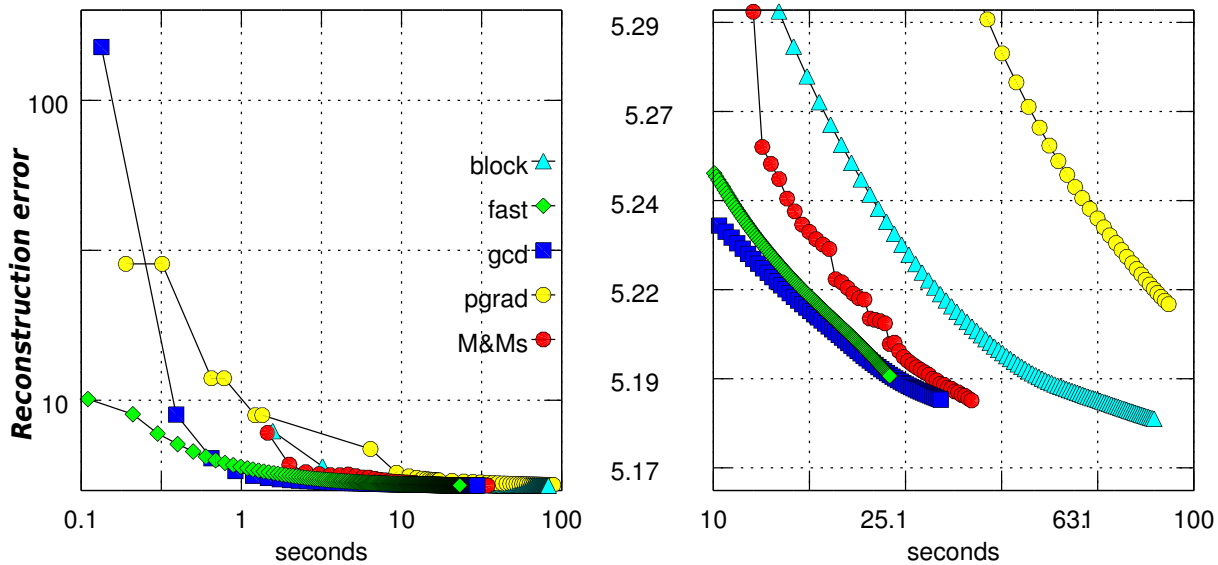 Reconstruction error
100
10
block
fast
gcd
pgrad
M&Ms
0.1 1 10 100
seconds
5.29
5.27
5.24
5.22
5.19
5.17
10 25.1 63.1 100
seconds